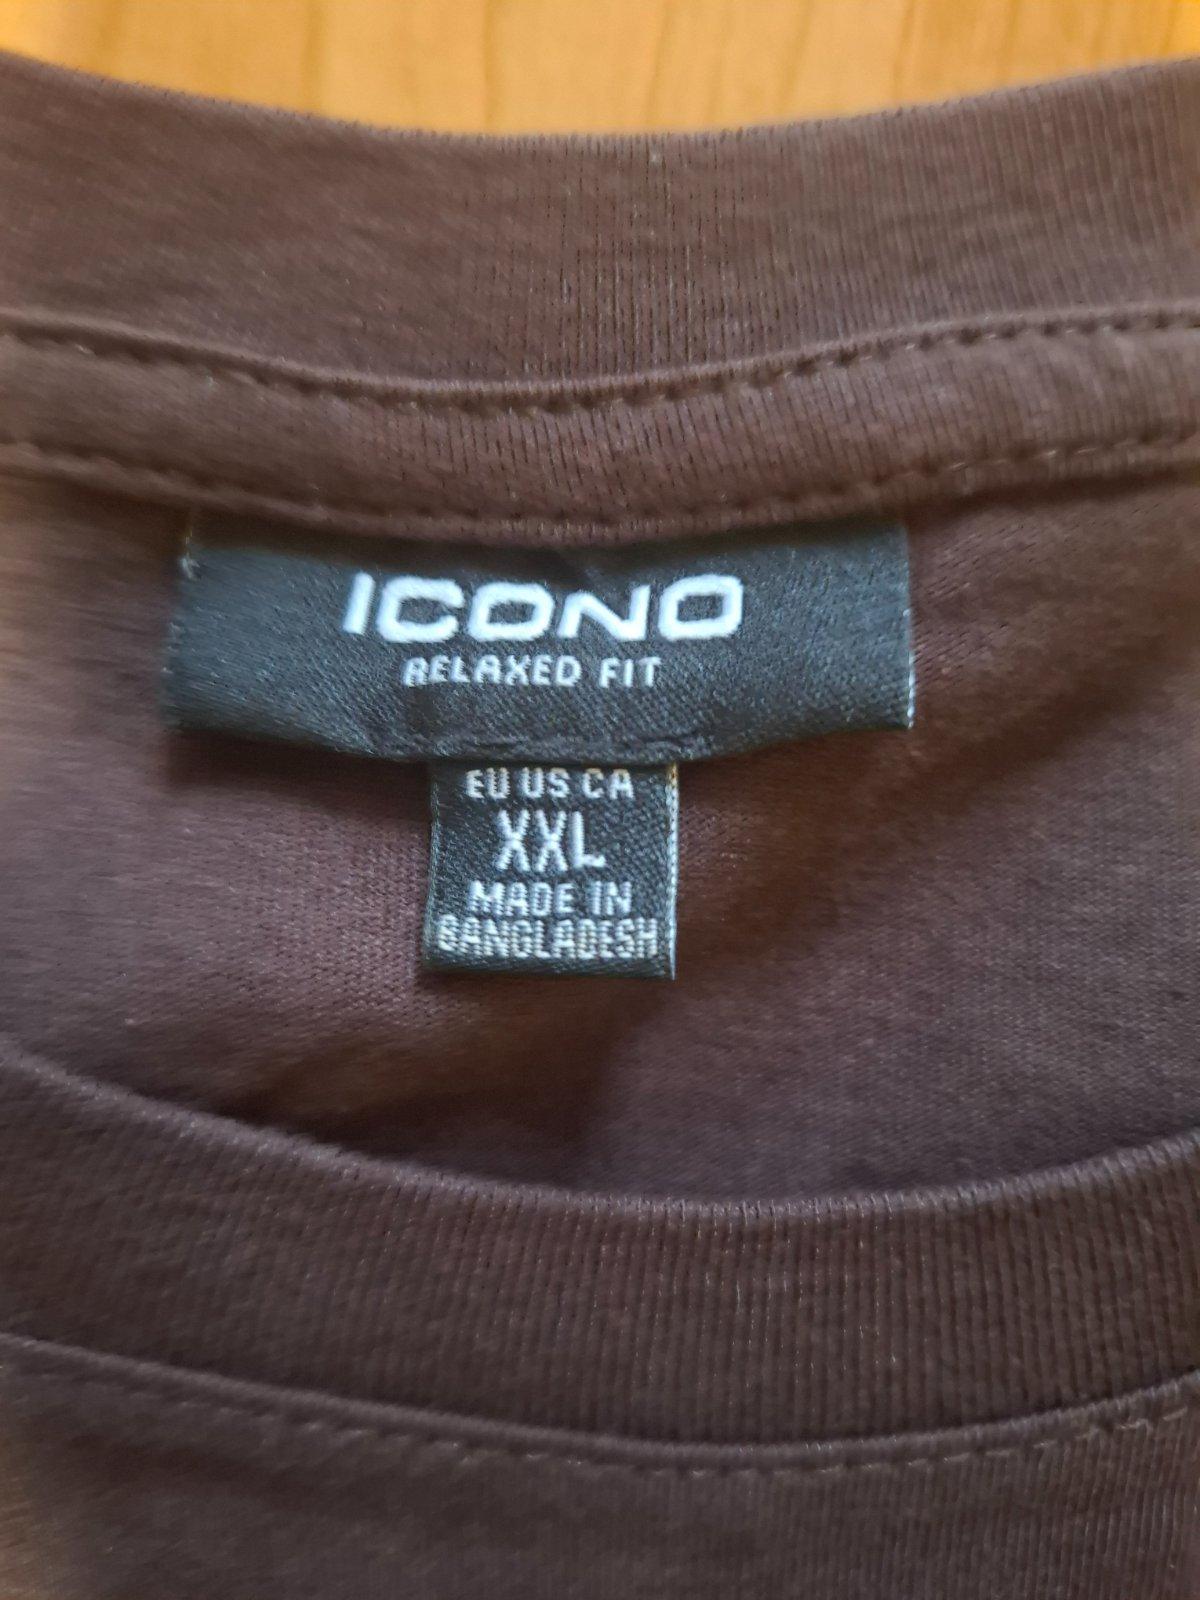 ICONO
RELAXED FIT
EU US CA
XXL
MADE IN
BANGLADESH